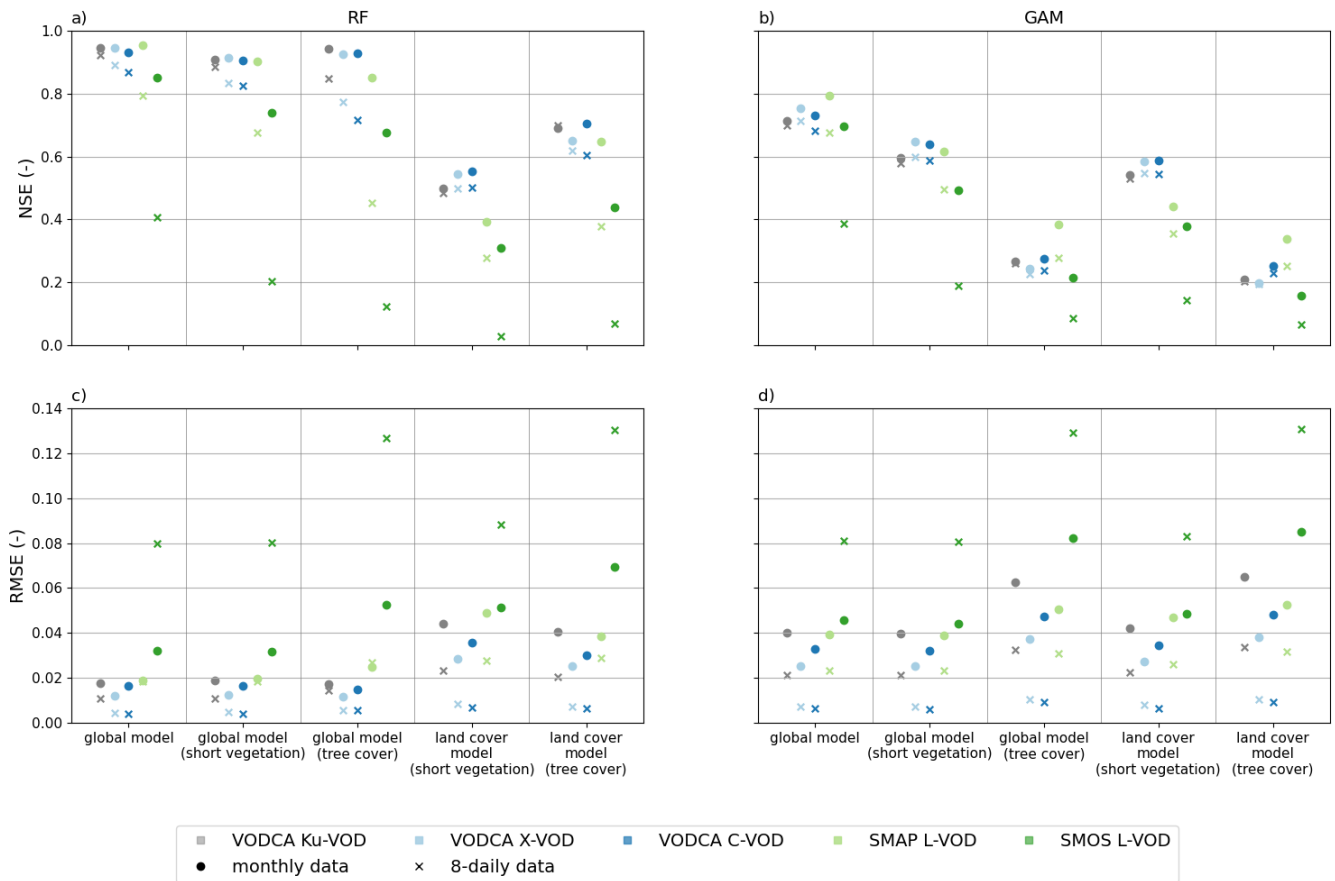 a) RF
b) GAM
NSE (-)
1.0
0.8
0.6
0.4
0.2
0.0
c)
d)
RMSE (-)
0.14
0.12
0.10
0.08
0.06
0.04
0.02
0.00
global model
global model
(short vegetation)
global model
(tree cover)
land cover
model
(short vegetation)
land cover
model
(tree cover)
global model
global model
(short vegetation)
global model
(tree cover)
land cover
model
(short vegetation)
land cover
model
(tree cover)
VODCA Ku-VOD VODCA X-VOD VODCA C-VOD SMAP L-VOD SMOS L-VOD
monthly data 8-daily data